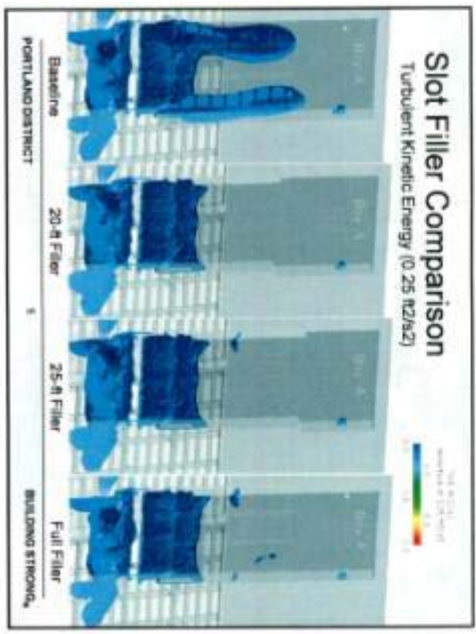 Slot Filler Comparison
Turbulent Kinetic Energy (0.25 ft2/s2)
Baseline
20-ft Filler
25-ft Filler
Full Filler
PORTLAND DISTRICT
BUILDING STRONG®